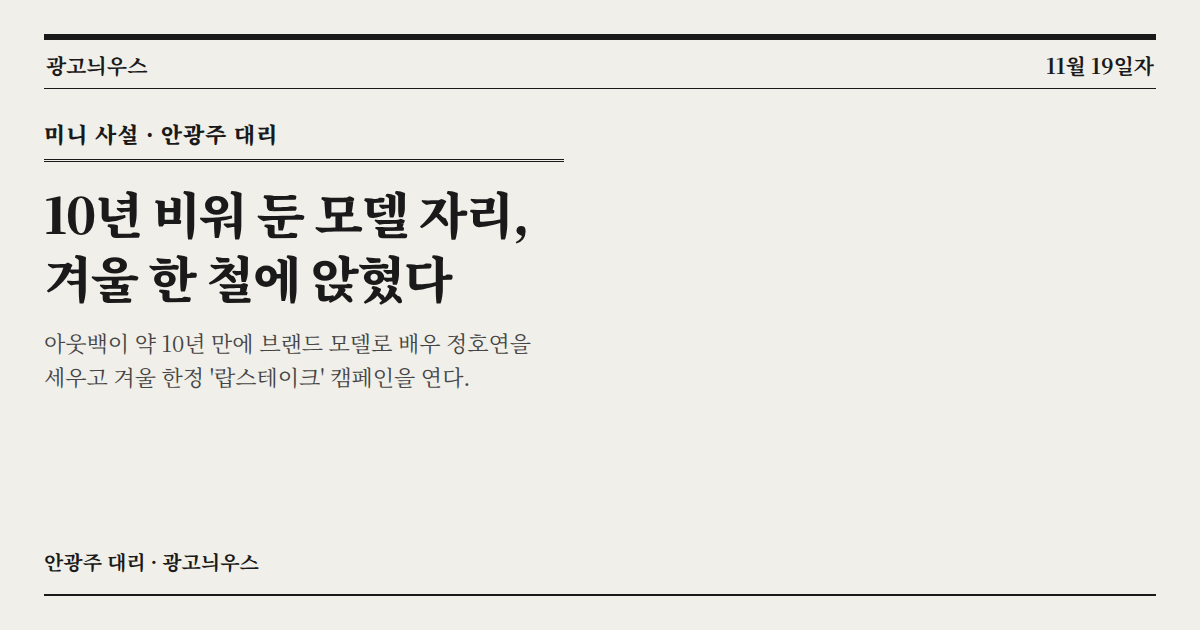 광고늬우스
11월 19일자
미니 사설 · 안광주 대리
10년 비워 둔 모델 자리,
겨울 한 철에 앉혔다
아웃백이 약 10년 만에 브랜드 모델로 배우 정호연을
세우고 겨울 한정 '랍스테이크' 캠페인을 연다.
안광주 대리 · 광고늬우스